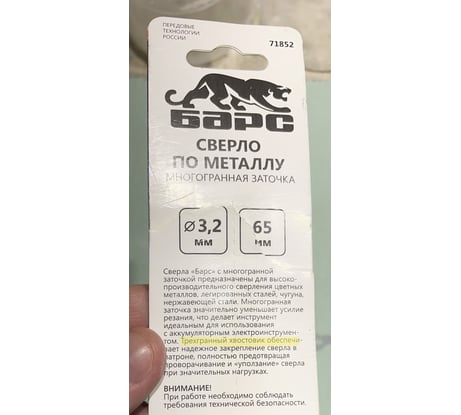 ПЕРЕДОВЫЕ
ТЕХНОЛОГИИ
РОССИИ
71852
БАРС
СВЕРЛО
ПО МЕТАЛЛУ
МНОГОГРАННАЯ ЗАТОЧКА
⌀ 3,2
мм
65
мм
Сверла «Барс» с многогранной
заточкой предназначены для высоко-
производительного сверления цветных
металлов, легированных сталей, чугуна,
нержавеющей стали. Многогранная
заточка значительно уменьшает усилие
резания, что делает инструмент
идеальным для использования
с аккумуляторным электроинструмен-
том. Трехгранный хвостовик обеспечи-
вает надежное закрепление сверла в
патроне, полностью предотвращая
проворачивание и «уползание» сверла
при значительных нагрузках.
ВНИМАНИЕ!
При работе необходимо соблюдать
требования технической безопасности.